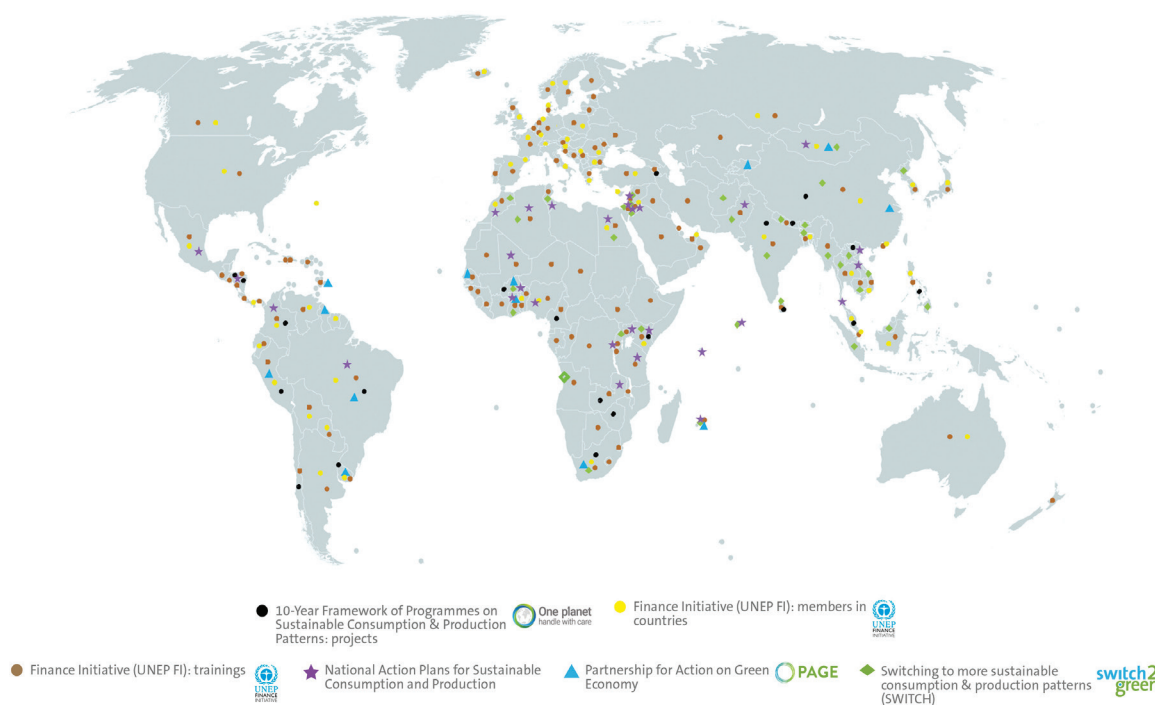 10-Year Framework of Programmes on
Sustainable Consumption & Production
Patterns: projects
One planet
handle with care
Finance Initiative (UNEP FI): members in
countries
UNEP
FINANCE
INITIATIVE
Finance Initiative (UNEP FI): trainings
UNEP
FINANCE
INITIATIVE
National Action Plans for Sustainable
Consumption and Production
Partnership for Action on Green
Economy
PAGE
Switching to more sustainable
consumption & production patterns
(SWITCH)
switch2
green